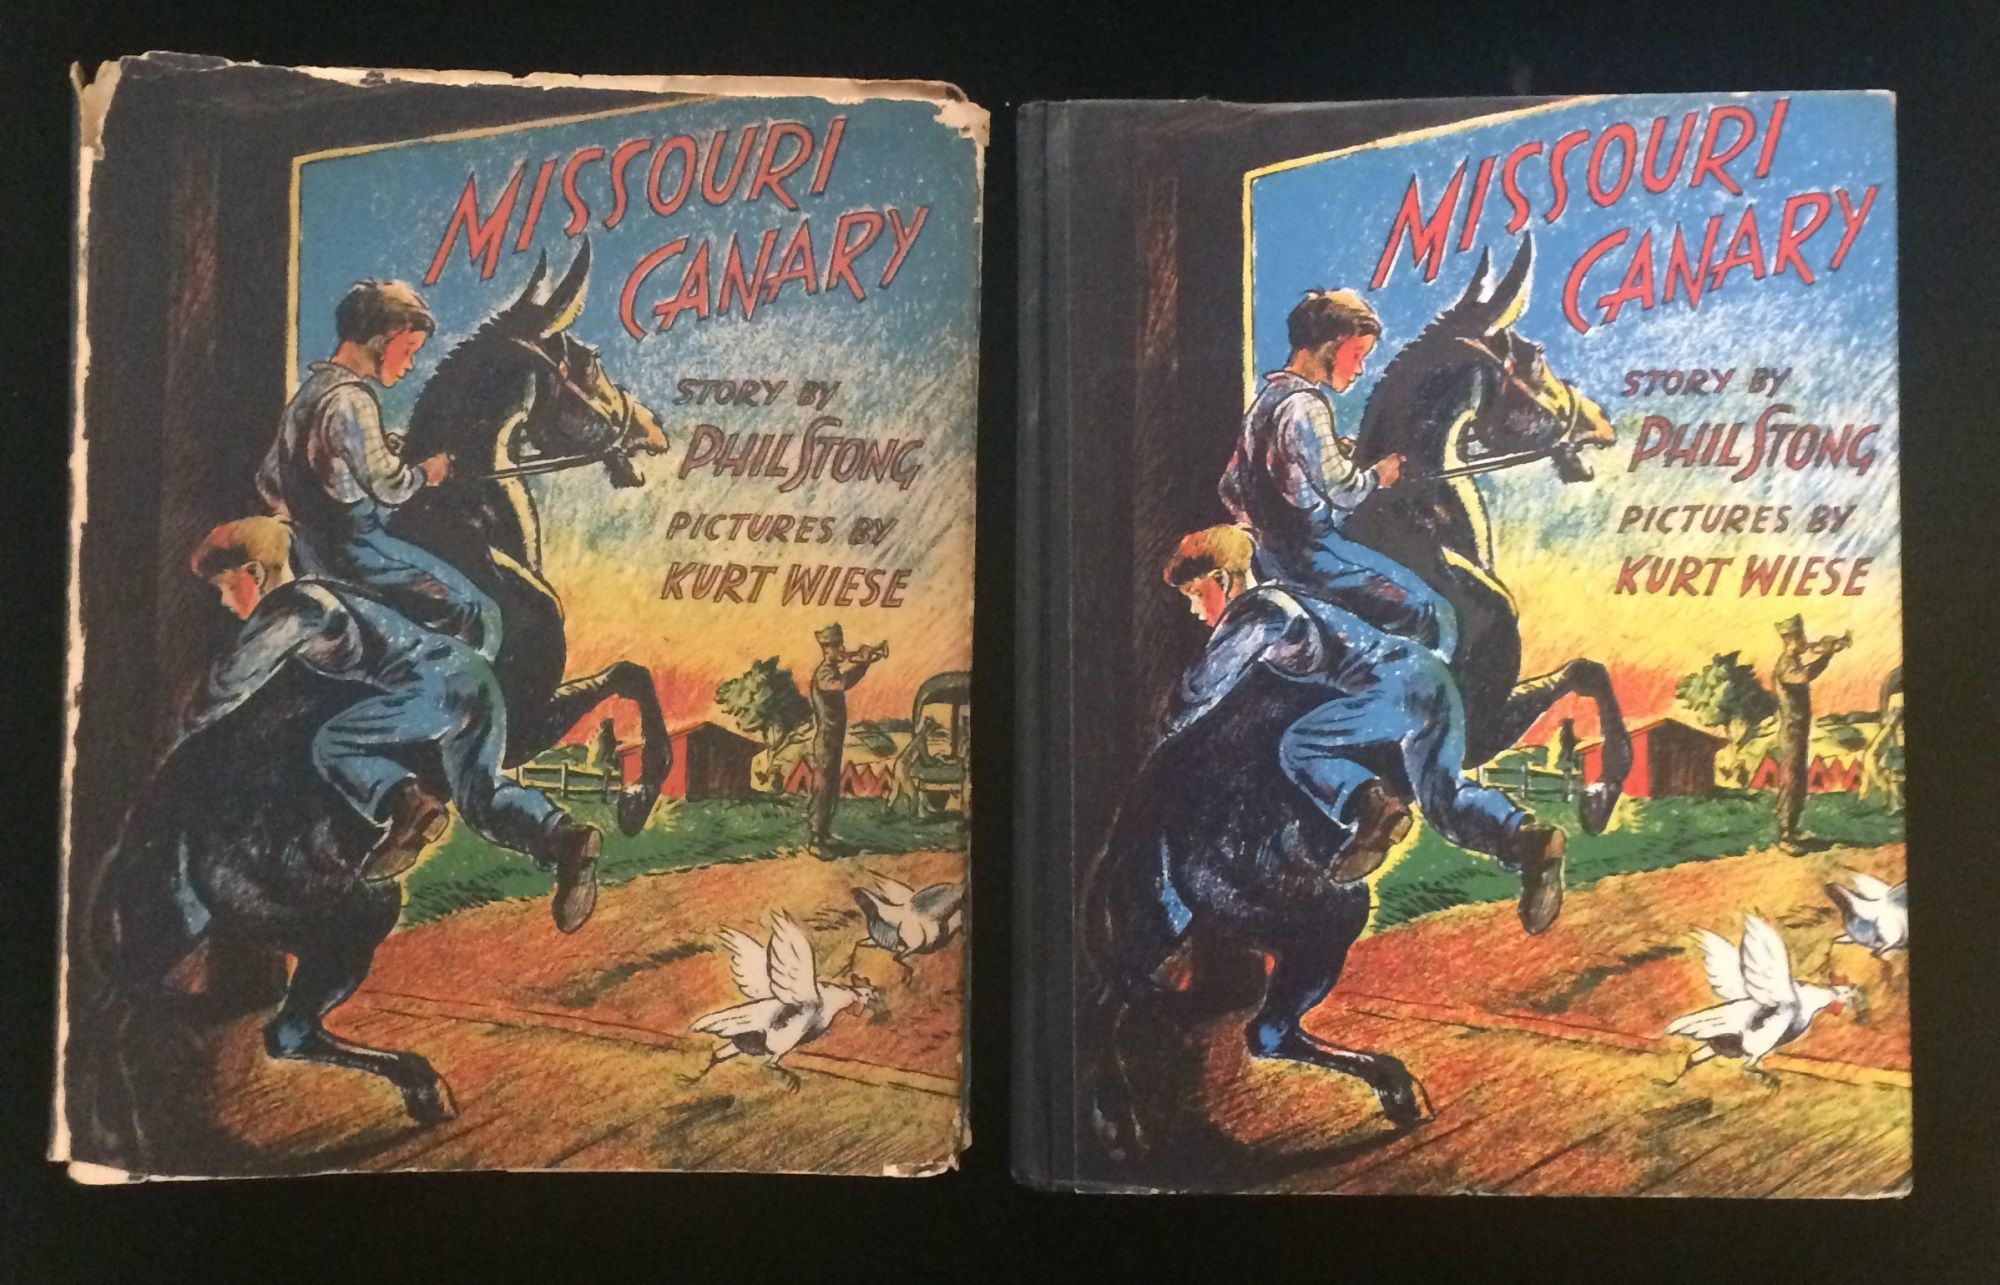 MISSOURI
CANARY
STORY BY
PHIL STONG
PICTURES BY
KURT WIESE
MISSOURI
CANARY
STORY BY
PHIL STONG
PICTURES BY
KURT WIESE